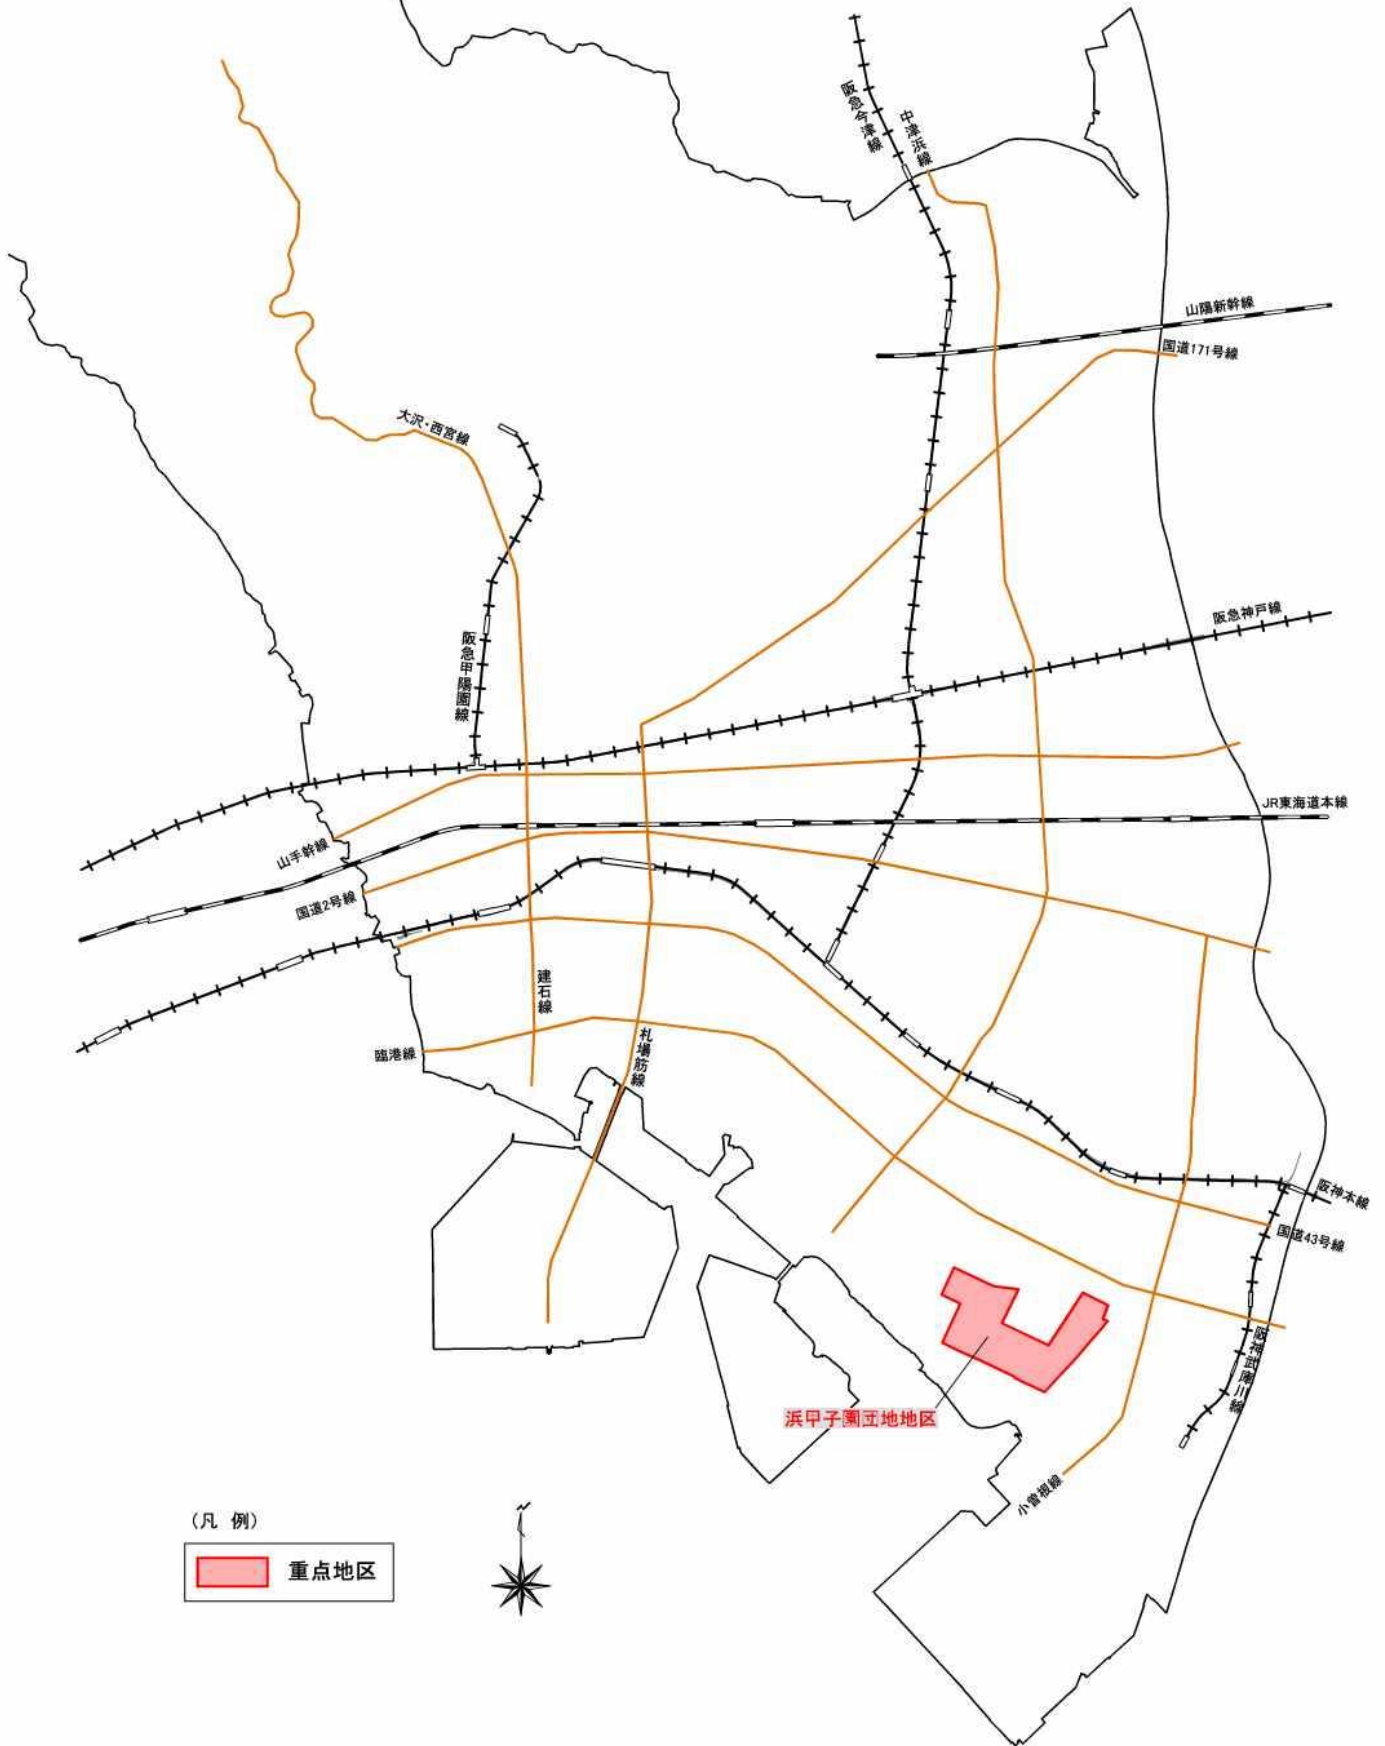 阪急今津線
中津浜線
山陽新幹線
国道171号線
大沢・西宮線
阪急神戸線
阪急甲陽園線
JR東海道本線
山手幹線
国道2号線
建石線
札場筋線
臨港線
阪神本線
国道43号線
阪神武庫川線
浜甲子園団地地区
小曽根線
(凡 例)
重点地区